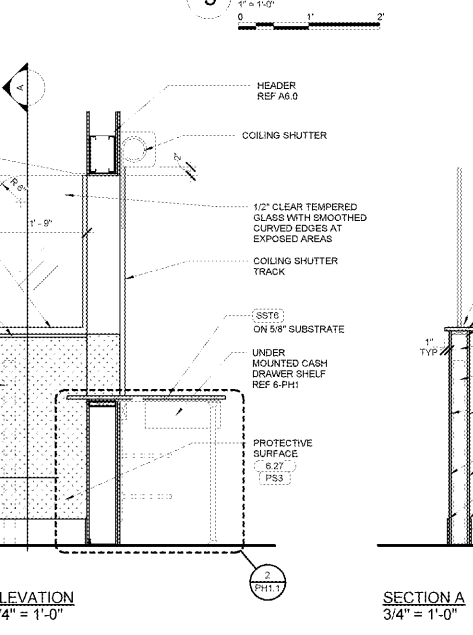 1" = 1'-0"
0 1' 2'
A
HEADER
REF A6.0
COILING SHUTTER
2"
R 6"
1' - 9"
1/2" CLEAR TEMPERED
GLASS WITH SMOOTHED
CURVED EDGES AT
EXPOSED AREAS
COILING SHUTTER
TRACK
SST6
ON 5/8" SUBSTRATE
UNDER
MOUNTED CASH
DRAWER SHELF
REF 6-PH1
1"
TYP
PROTECTIVE
SURFACE
6.27
PS3
2
PH1.1
LEVATION
/4" = 1'-0"
SECTION A
3/4" = 1'-0"